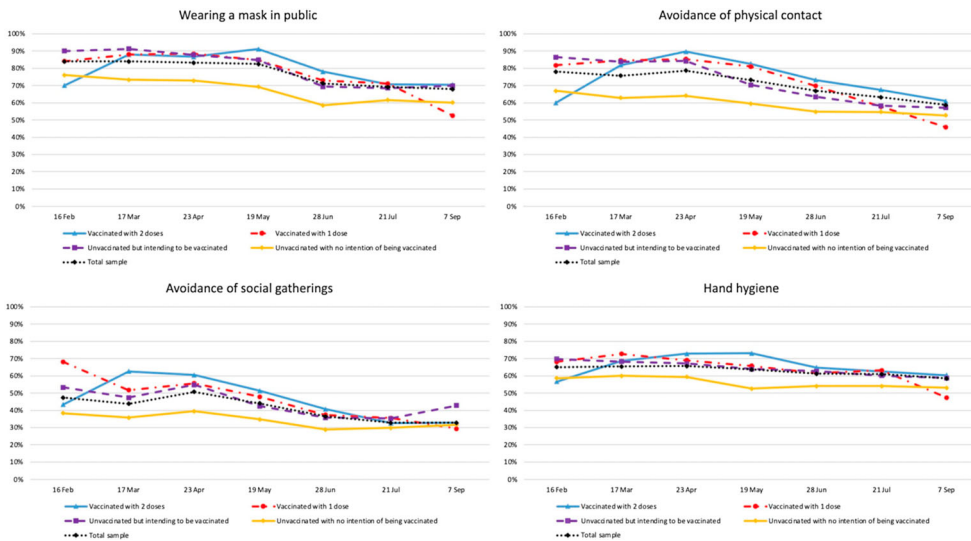 Wearing a mask in public
100%
90%
80%
70%
60%
50%
40%
30%
20%
10%
0%
16 Feb 17 Mar 23 Apr 19 May 28 Jun 21 Jul 7 Sep
Vaccinated with 2 doses Vaccinated with 1 dose
Unvaccinated but intending to be vaccinated Unvaccinated with no intention of being vaccinated
Total sample
Avoidance of physical contact
100%
90%
80%
70%
60%
50%
40%
30%
20%
10%
0%
16 Feb 17 Mar 23 Apr 19 May 28 Jun 21 Jul 7 Sep
Vaccinated with 2 doses Vaccinated with 1 dose
Unvaccinated but intending to be vaccinated Unvaccinated with no intention of being vaccinated
Total sample
Avoidance of social gatherings
100%
90%
80%
70%
60%
50%
40%
30%
20%
10%
0%
16 Feb 17 Mar 23 Apr 19 May 28 Jun 21 Jul 7 Sep
Vaccinated with 2 doses Vaccinated with 1 dose
Unvaccinated but intending to be vaccinated Unvaccinated with no intention of being vaccinated
Total sample
Hand hygiene
100%
90%
80%
70%
60%
50%
40%
30%
20%
10%
0%
16 Feb 17 Mar 23 Apr 19 May 28 Jun 21 Jul 7 Sep
Vaccinated with 2 doses Vaccinated with 1 dose
Unvaccinated but intending to be vaccinated Unvaccinated with no intention of being vaccinated
Total sample